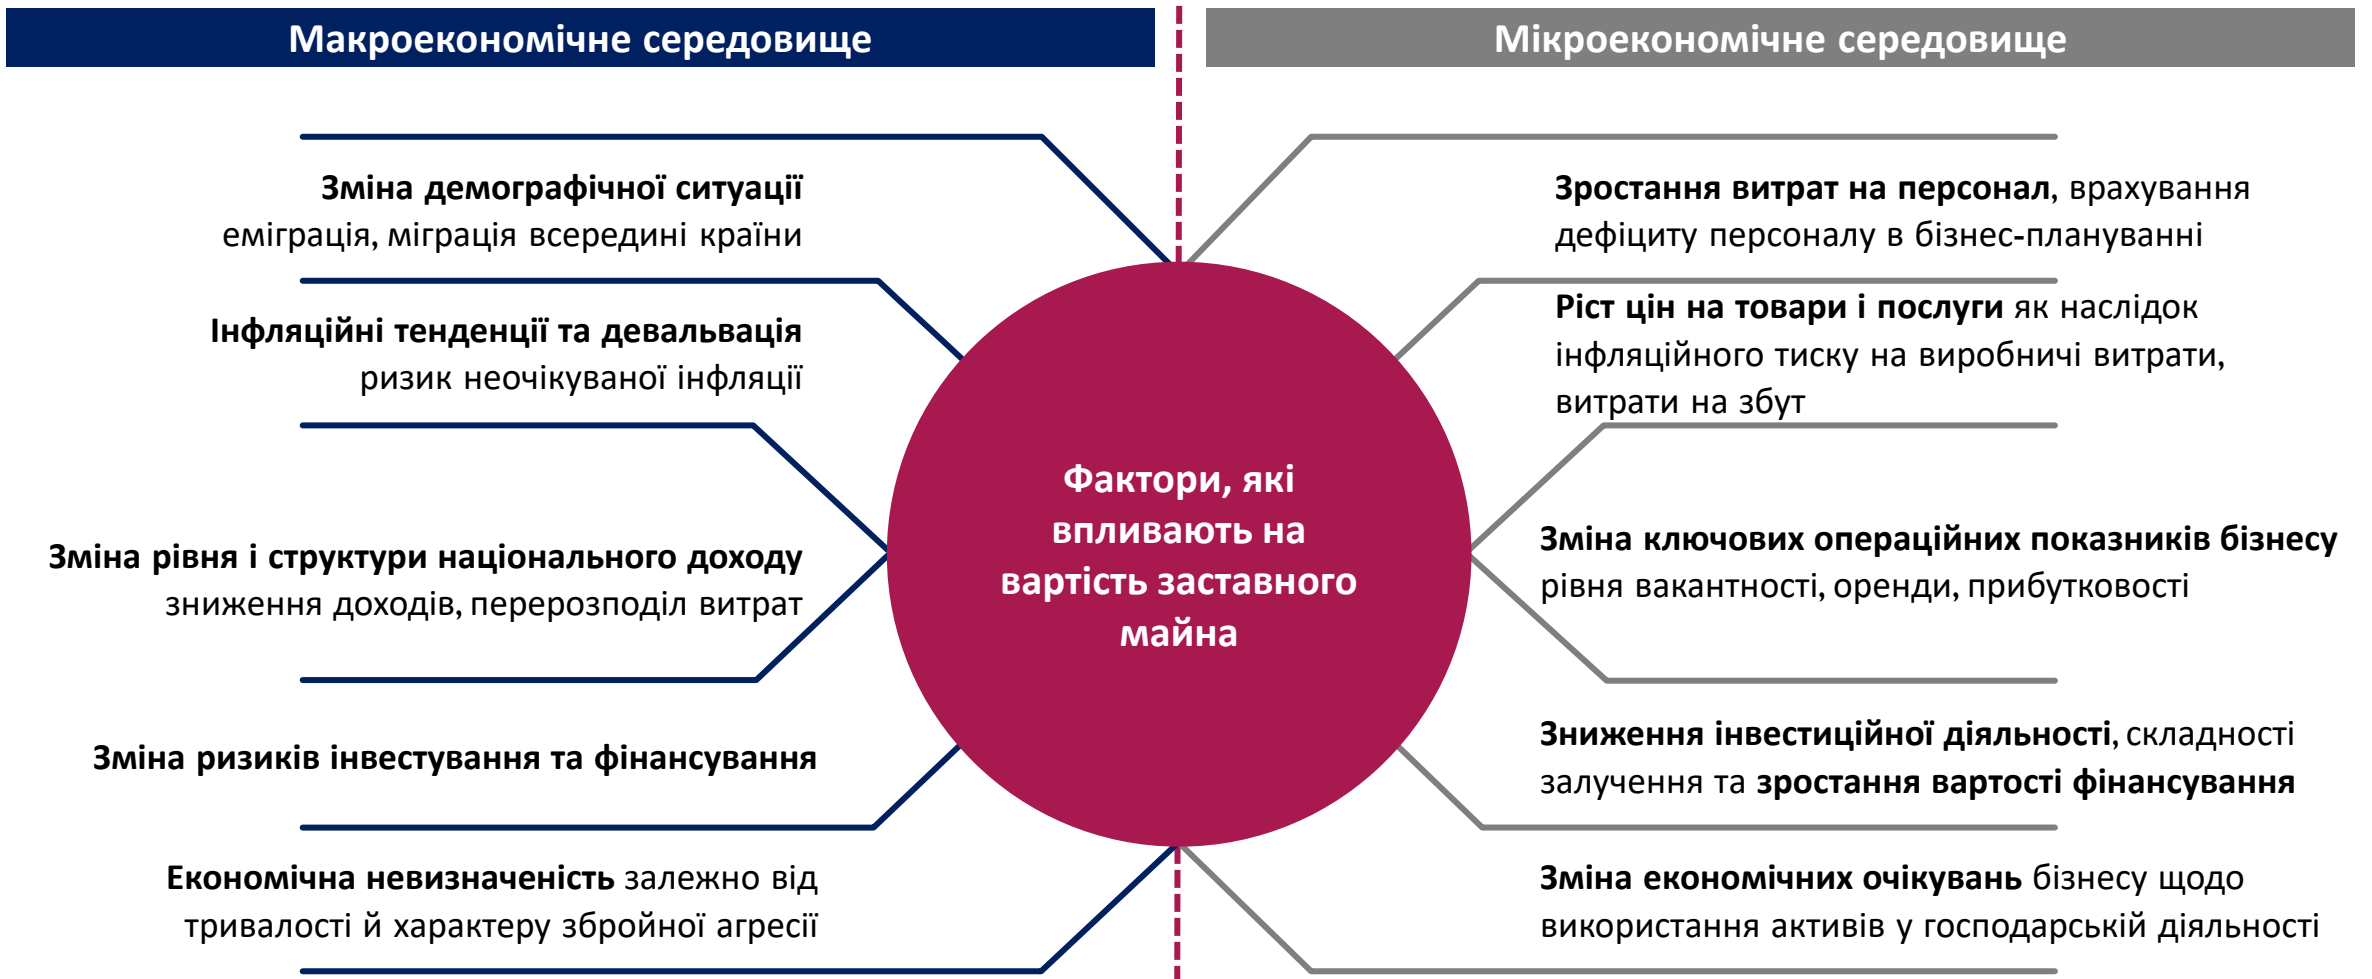 Макроекономічне середовище
Зміна демографічної ситуації
еміграція, міграція всередині країни
Інфляційні тенденції та девальвація
ризик неочікуваної інфляції
Зміна рівня і структури національного доходу
зниження доходів, перерозподіл витрат
Зміна ризиків інвестування та фінансування
Економічна невизначеність залежно від
тривалості й характеру збройної агресії
Фактори, які
впливають на
вартість заставного
майна
Мікроекономічне середовище
Зростання витрат на персонал, врахування
дефіциту персоналу в бізнес-плануванні
Ріст цін на товари і послуги як наслідок
інфляційного тиску на виробничі витрати,
витрати на збут
Зміна ключових операційних показників бізнесу
рівня вакантності, оренди, прибутковості
Зниження інвестиційної діяльності, складності
залучення та зростання вартості фінансування
Зміна економічних очікувань бізнесу щодо
використання активів у господарській діяльності